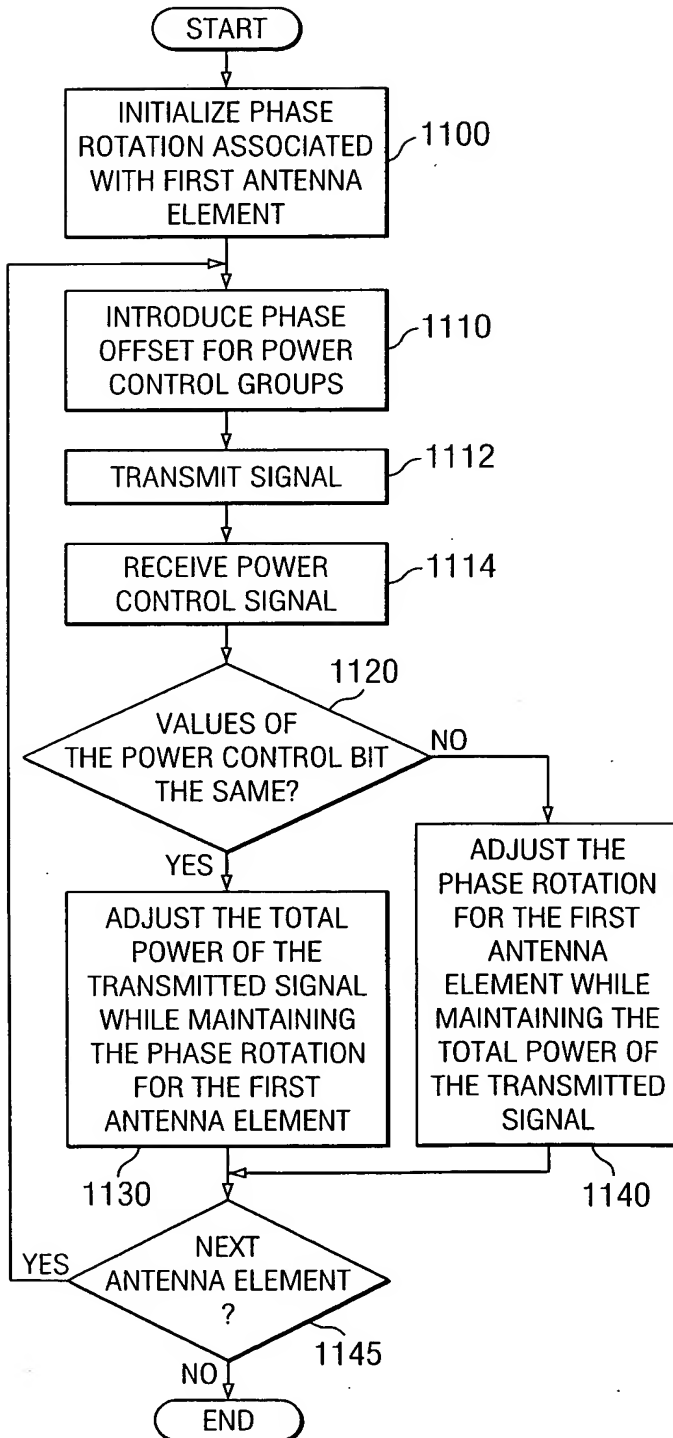 START
INITIALIZE PHASE
ROTATION ASSOCIATED
WITH FIRST ANTENNA
ELEMENT
1100
INTRODUCE PHASE
OFFSET FOR POWER
CONTROL GROUPS
1110
TRANSMIT SIGNAL
1112
RECEIVE POWER
CONTROL SIGNAL
1114
1120
VALUES OF
THE POWER CONTROL BIT
THE SAME?
NO
YES
ADJUST THE TOTAL
POWER OF THE
TRANSMITTED SIGNAL
WHILE MAINTAINING
THE PHASE ROTATION
FOR THE FIRST
ANTENNA ELEMENT
1130
ADJUST THE
PHASE ROTATION
FOR THE FIRST
ANTENNA
ELEMENT WHILE
MAINTAINING THE
TOTAL POWER OF
THE TRANSMITTED
SIGNAL
1140
YES
NEXT
ANTENNA ELEMENT
?
1145
NO
END